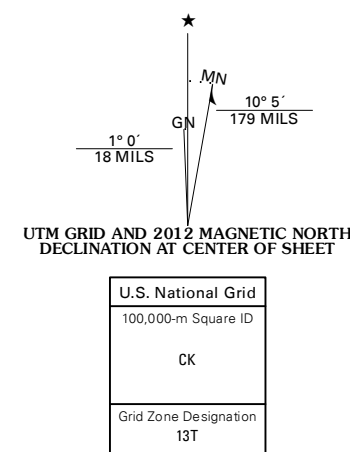 ★
MN
10° 5´
179 MILS
GN
1° 0´
18 MILS
UTM GRID AND 2012 MAGNETIC NORTH
DECLINATION AT CENTER OF SHEET
U.S. National Grid
100,000-m Square ID
CK
Grid Zone Designation
13T